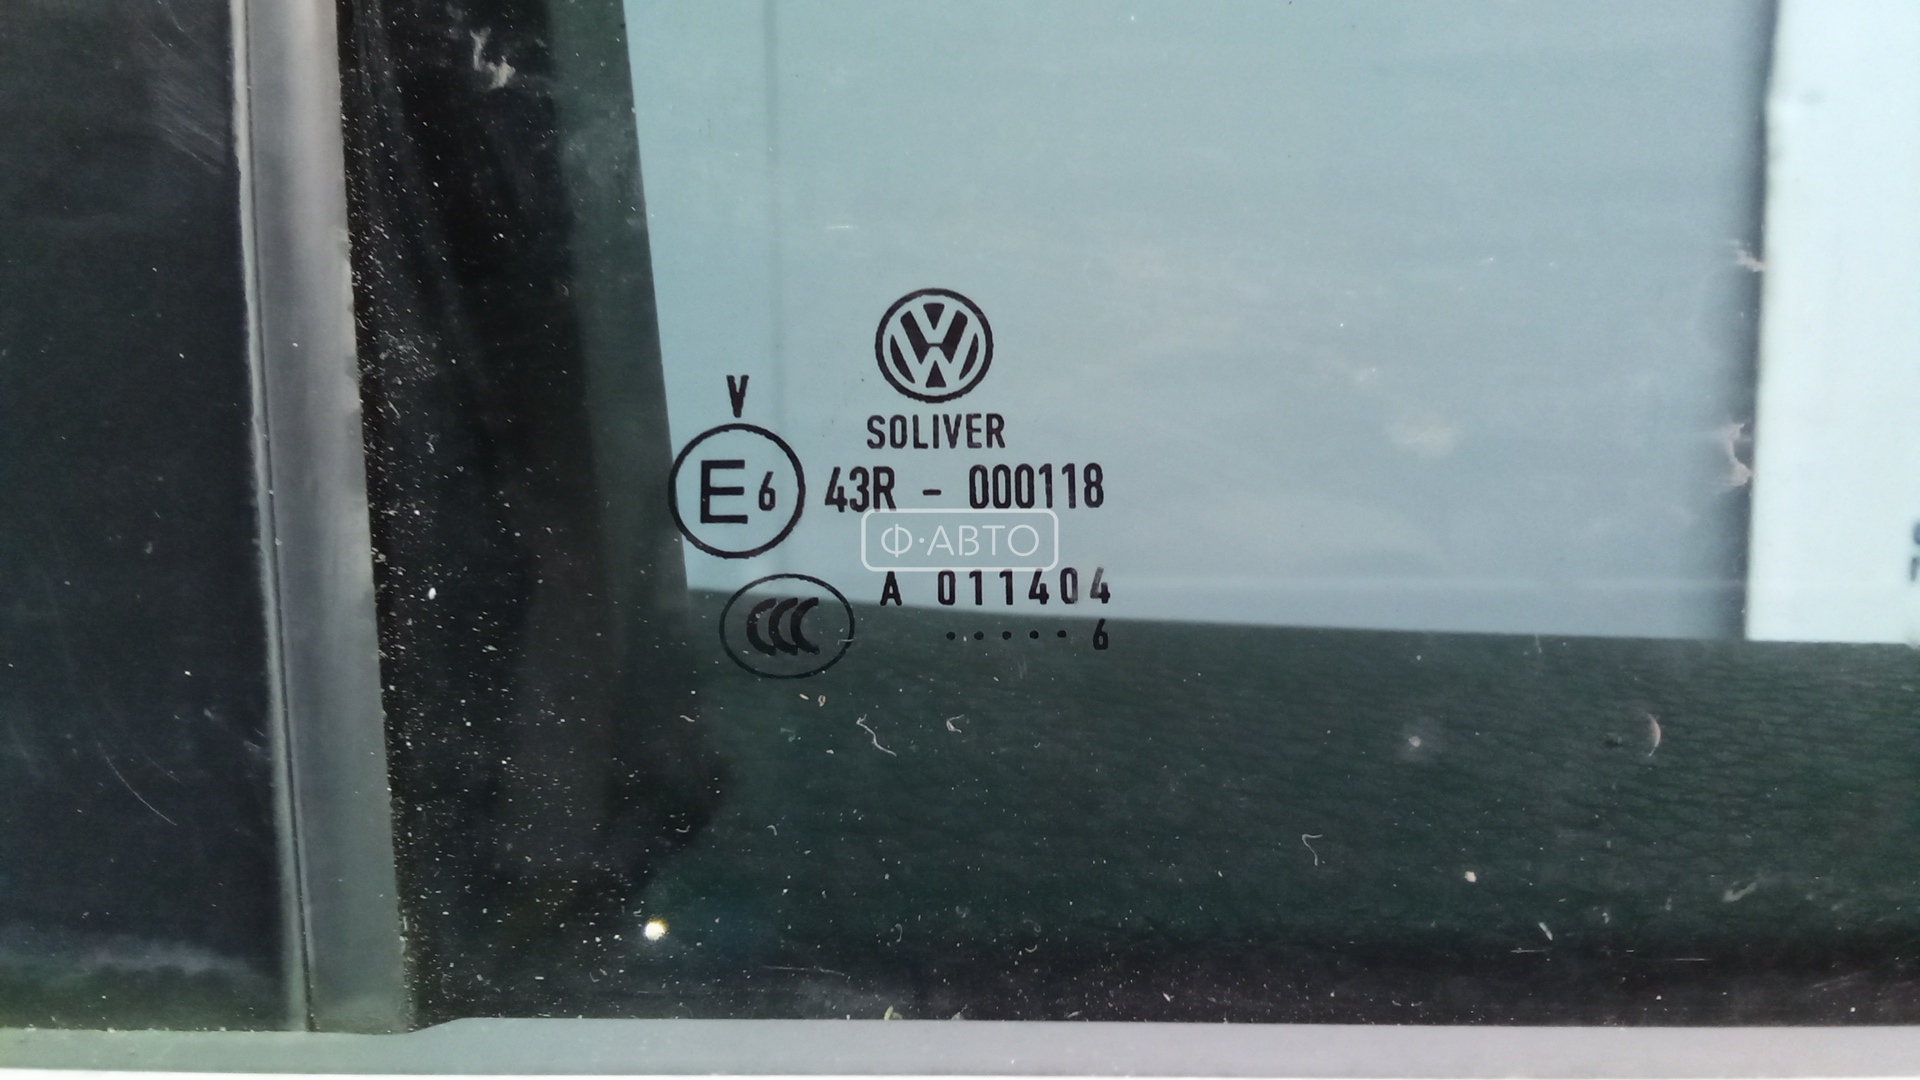 V
SOLIVER
E6 43R - 000118
Ф·АВТО
A 011404
·····6